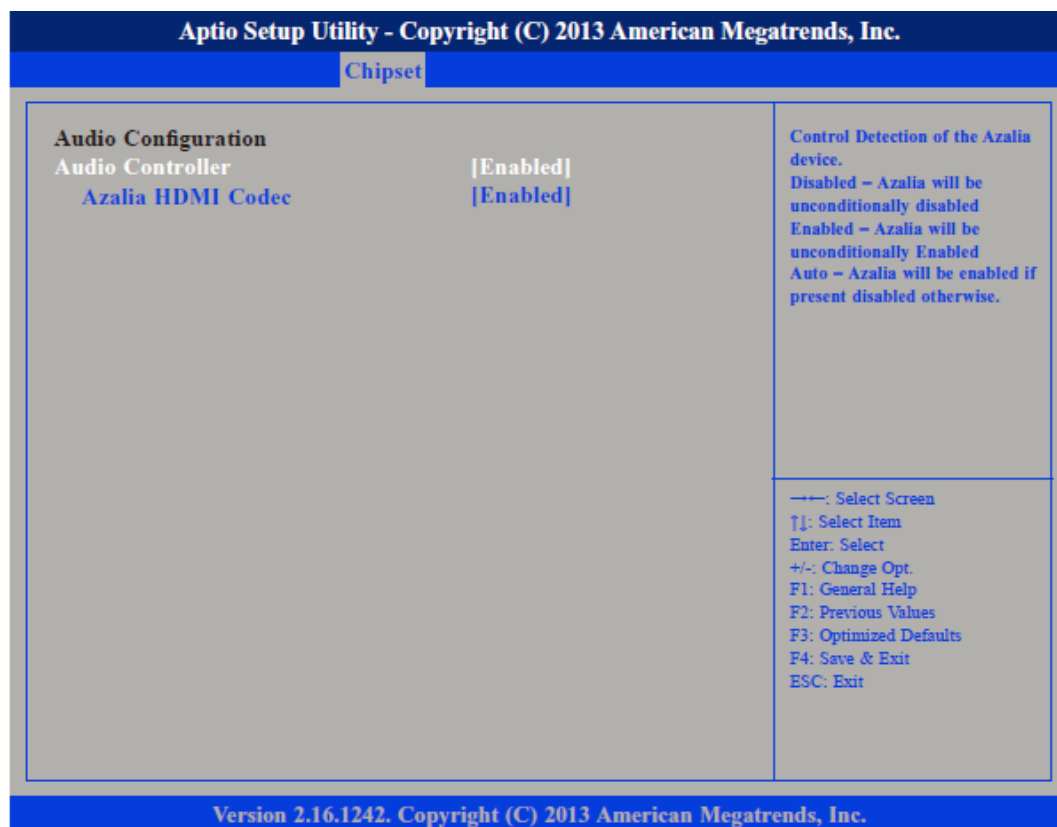 Aptio Setup Utility - Copyright (C) 2013 American Megatrends, Inc.
Chipset
Audio Configuration
Audio Controller [Enabled]
Azalia HDMI Codec [Enabled]
Control Detection of the Azalia
device.
Disabled – Azalia will be
unconditionally disabled
Enabled – Azalia will be
unconditionally Enabled
Auto – Azalia will be enabled if
present disabled otherwise.
→←: Select Screen
↑↓: Select Item
Enter: Select
+/-: Change Opt.
F1: General Help
F2: Previous Values
F3: Optimized Defaults
F4: Save & Exit
ESC: Exit
Version 2.16.1242. Copyright (C) 2013 American Megatrends, Inc.